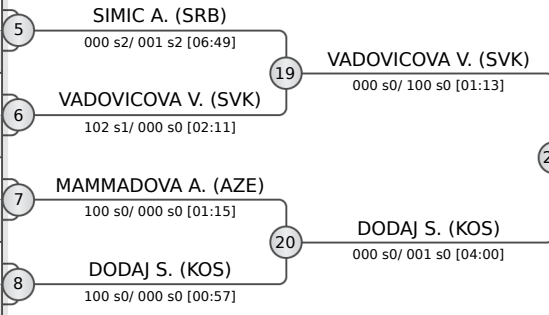 SIMIC A. (SRB)
5
000 s2/ 001 s2 [06:49]
VADOVICOVA V. (SVK)
19
000 s0/ 100 s0 [01:13]
VADOVICOVA V. (SVK)
6
102 s1/ 000 s0 [02:11]
2
MAMMADOVA A. (AZE)
7
100 s0/ 000 s0 [01:15]
DODAJ S. (KOS)
20
000 s0/ 001 s0 [04:00]
DODAJ S. (KOS)
8
100 s0/ 000 s0 [00:57]